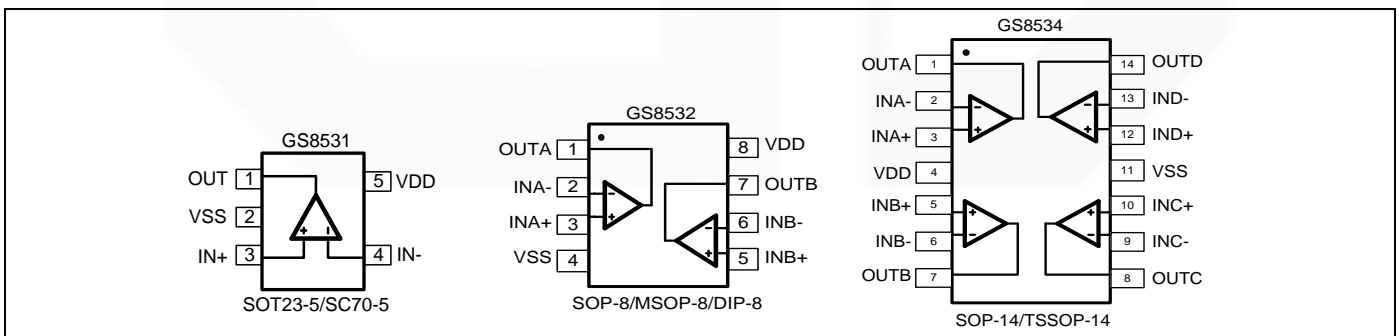 GS8531
OUT 1
5 VDD
VSS 2
IN+ 3
4 IN-
+ -
SOT23-5/SC70-5
GS8532
OUTA 1
8 VDD
INA- 2
-
7 OUTB
INA+ 3
+
- 6 INB-
VSS 4
+ 5 INB+
SOP-8/MSOP-8/DIP-8
GS8534
OUTA 1
14 OUTD
INA- 2 -
- 13 IND-
INA+ 3 +
+ 12 IND+
VDD 4
11 VSS
INB+ 5 +
+ 10 INC+
INB- 6 -
- 9 INC-
OUTB 7
8 OUTC
SOP-14/TSSOP-14